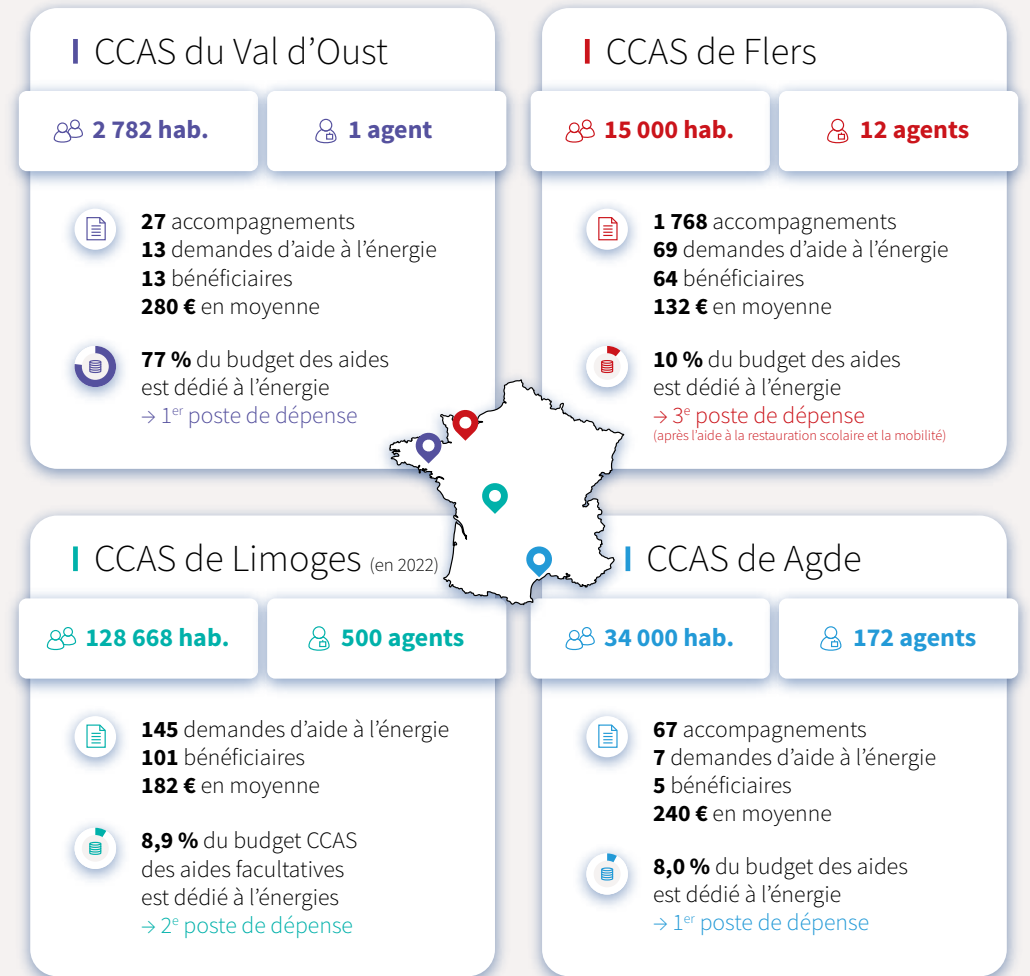 CCAS du Val d’Oust
2 782 hab.
1 agent
27 accompagnements
13 demandes d’aide à l’énergie
13 bénéficiaires
280 € en moyenne
77 % du budget des aides
est dédié à l’énergie
→ 1er poste de dépense
CCAS de Flers
15 000 hab.
12 agents
1 768 accompagnements
69 demandes d’aide à l’énergie
64 bénéficiaires
132 € en moyenne
10 % du budget des aides
est dédié à l’énergie
→ 3e poste de dépense
(après l’aide à la restauration scolaire et la mobilité)
CCAS de Limoges (en 2022)
128 668 hab.
500 agents
145 demandes d’aide à l’énergie
101 bénéficiaires
182 € en moyenne
8,9 % du budget CCAS
des aides facultatives
est dédié à l’énergies
→ 2e poste de dépense
CCAS de Agde
34 000 hab.
172 agents
67 accompagnements
7 demandes d’aide à l’énergie
5 bénéficiaires
240 € en moyenne
8,0 % du budget des aides
est dédié à l’énergie
→ 1er poste de dépense